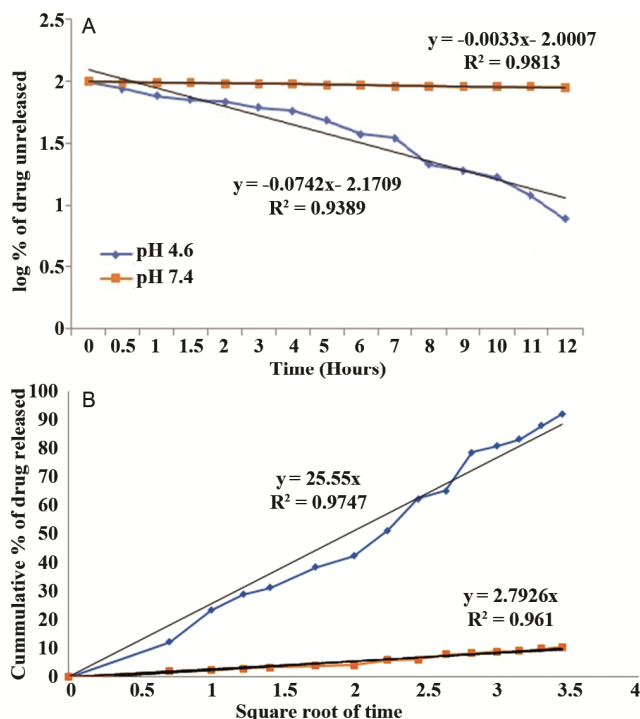 A
y = -0.0033x- 2.0007
R² = 0.9813
2.5
2
1.5
1
0.5
0
log % of drug unreleased
y = -0.0742x- 2.1709
R² = 0.9389
pH 4.6
pH 7.4
0 0.5 1 1.5 2 3 4 5 6 7 8 9 10 11 12
Time (Hours)
B
100
90
80
70
60
50
40
30
20
10
0
Cummulative % of drug released
y = 25.55x
R² = 0.9747
y = 2.7926x
R² = 0.961
0 0.5 1 1.5 2 2.5 3 3.5 4
Square root of time